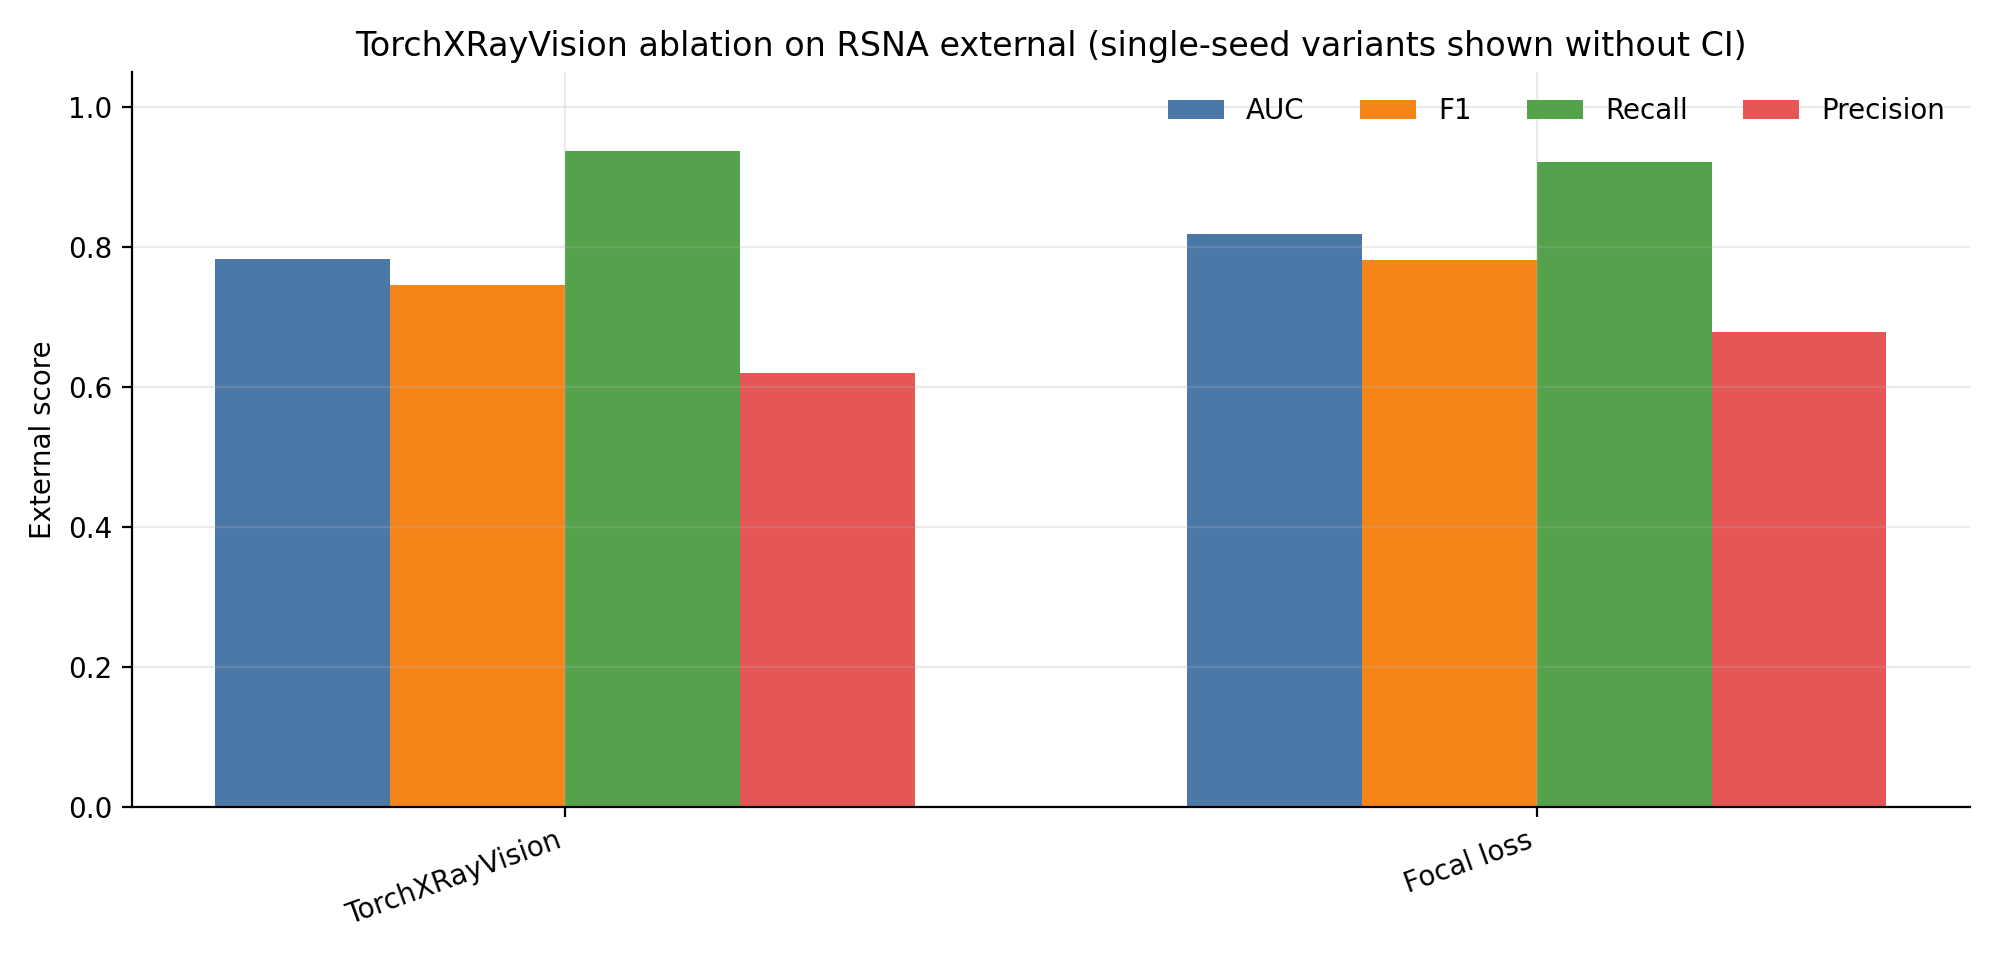 TorchXRayVision ablation on RSNA external (single-seed variants shown without CI)
AUC F1 Recall Precision
External score
1.0
0.8
0.6
0.4
0.2
0.0
TorchXRayVision
Focal loss